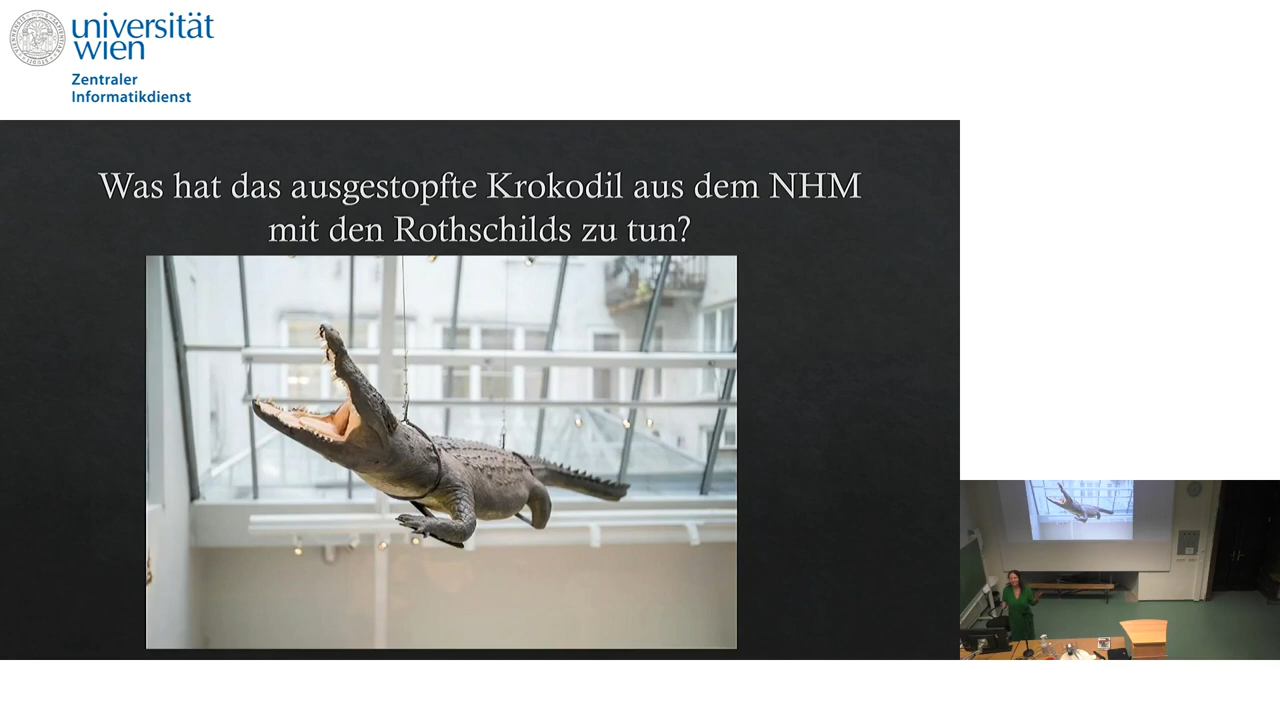 universität
wien
Zentraler
Informatikdienst
Was hat das ausgestopfte Krokodil aus dem NHM
mit den Rothschilds zu tun?